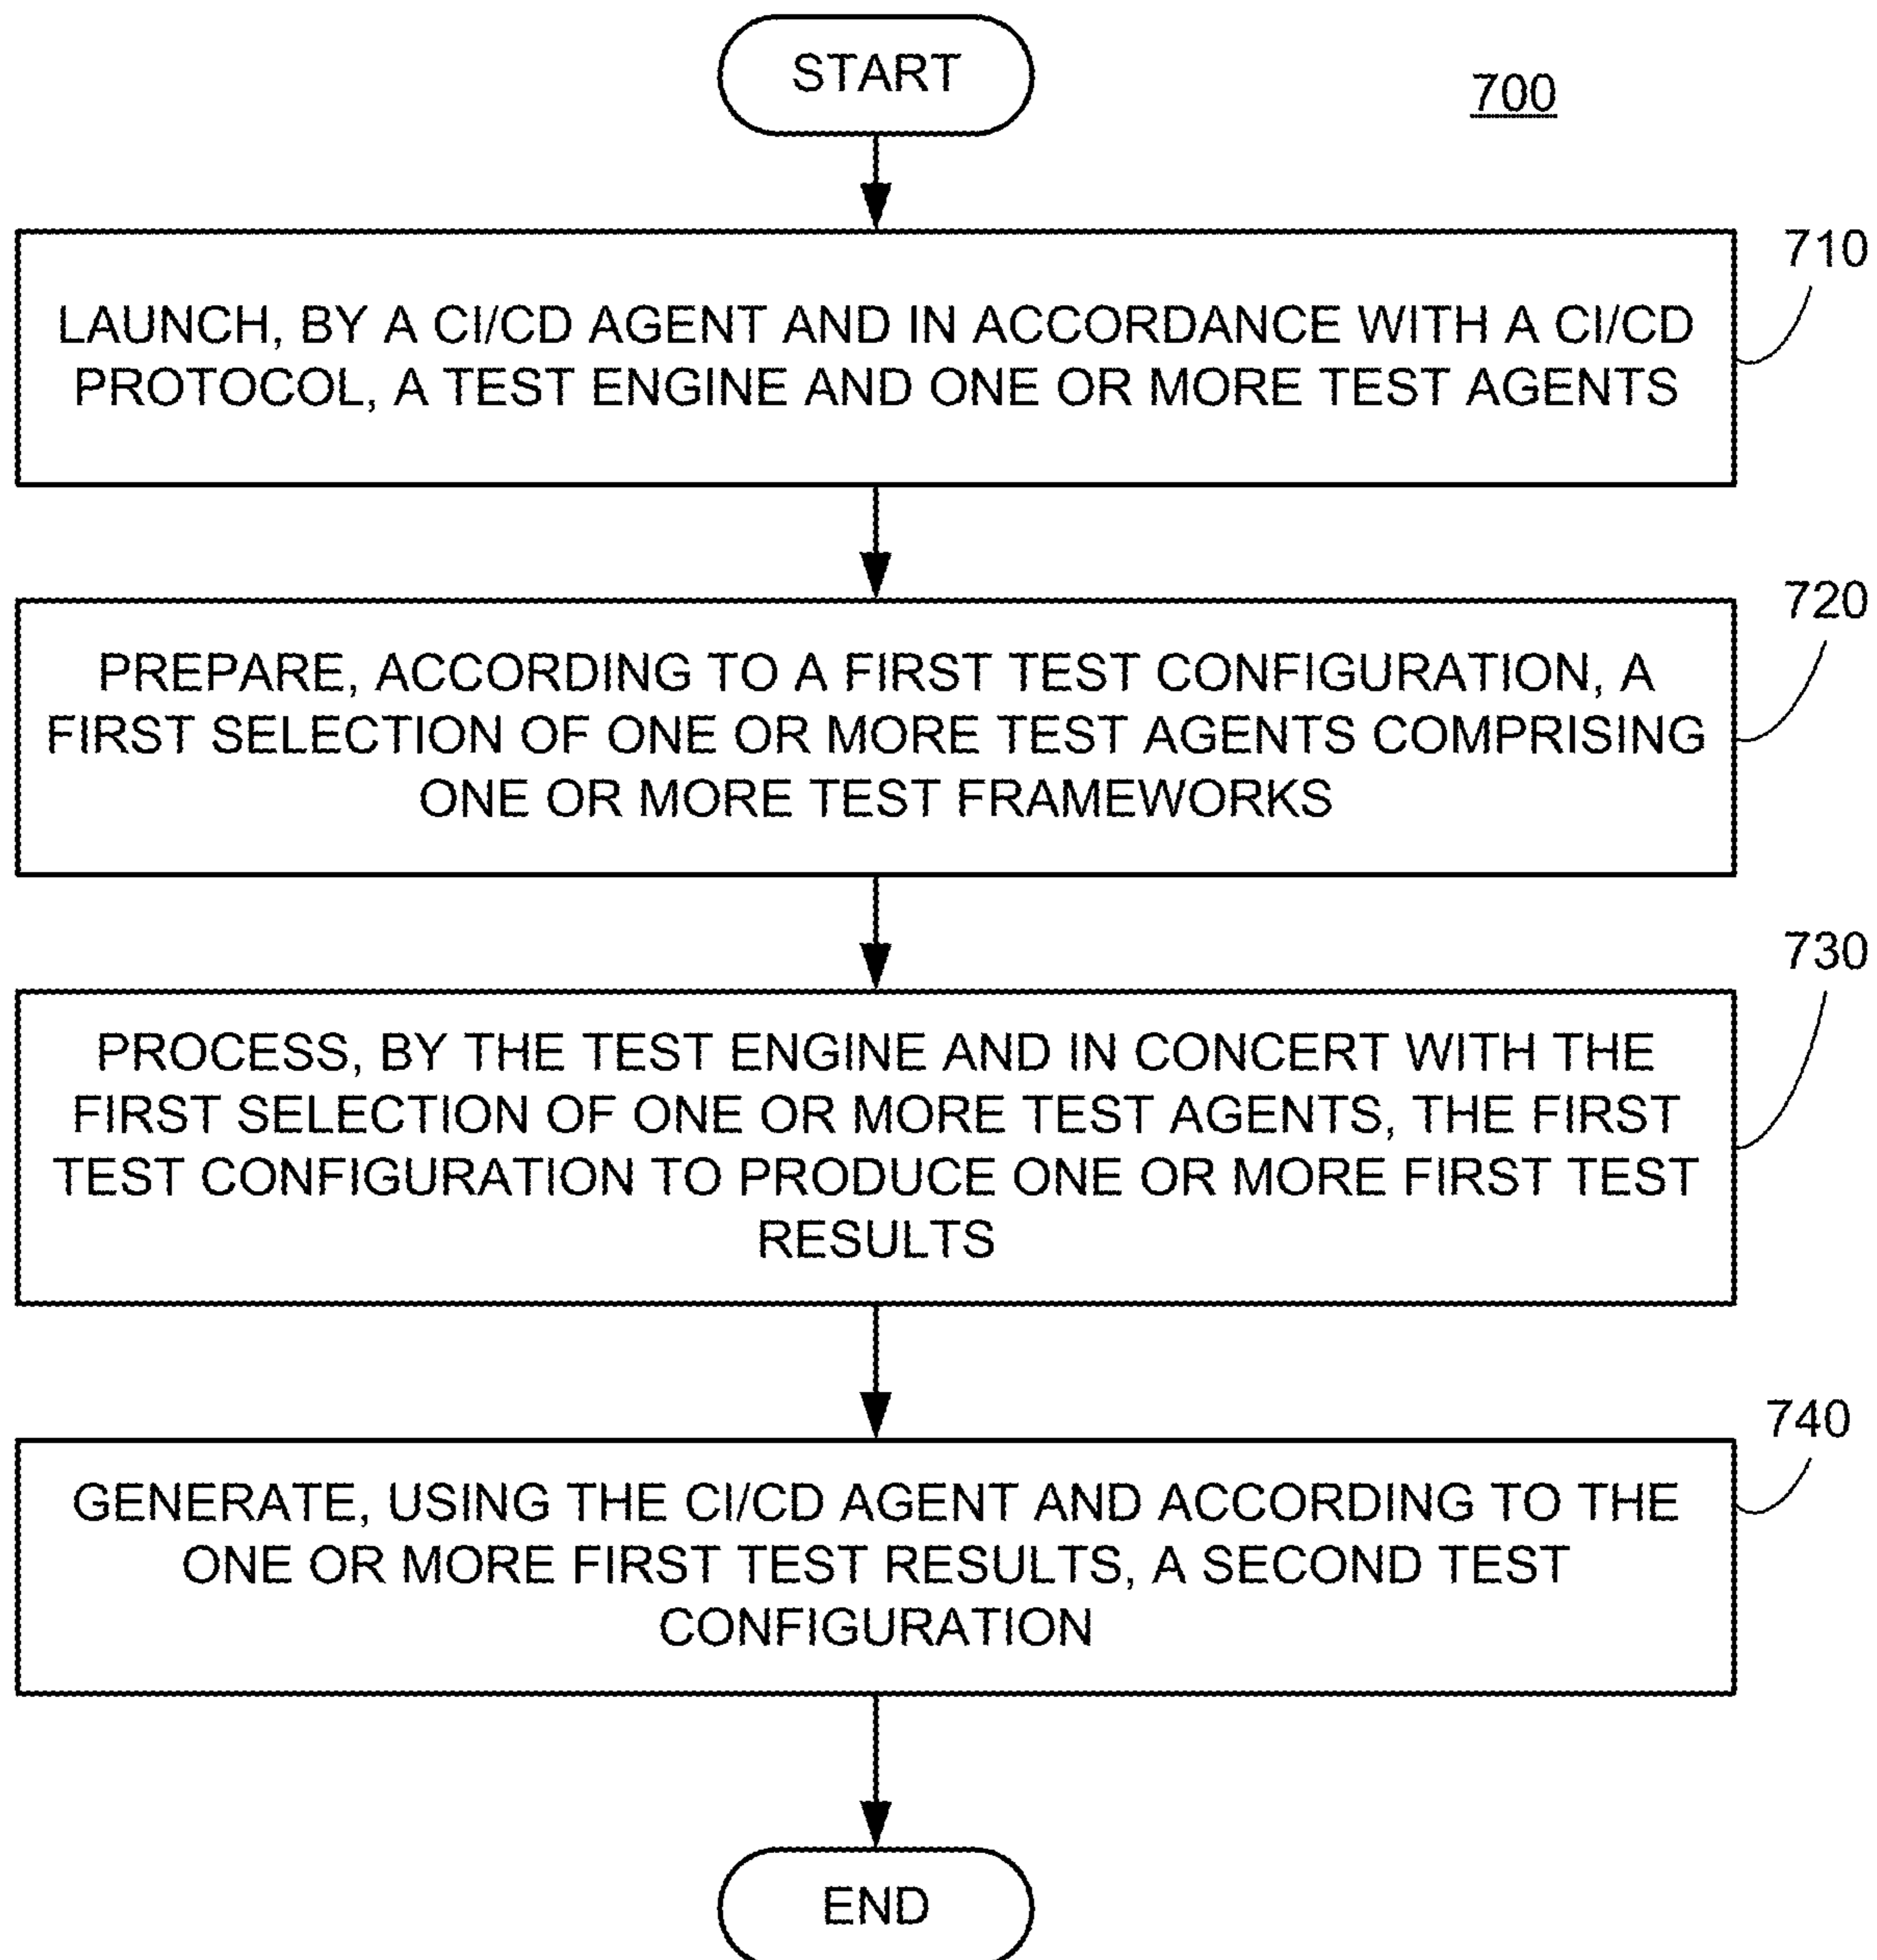 START
700
710
LAUNCH, BY A CI/CD AGENT AND IN ACCORDANCE WITH A CI/CD
PROTOCOL, A TEST ENGINE AND ONE OR MORE TEST AGENTS
720
PREPARE, ACCORDING TO A FIRST TEST CONFIGURATION, A
FIRST SELECTION OF ONE OR MORE TEST AGENTS COMPRISING
ONE OR MORE TEST FRAMEWORKS
730
PROCESS, BY THE TEST ENGINE AND IN CONCERT WITH THE
FIRST SELECTION OF ONE OR MORE TEST AGENTS, THE FIRST
TEST CONFIGURATION TO PRODUCE ONE OR MORE FIRST TEST
RESULTS
740
GENERATE, USING THE CI/CD AGENT AND ACCORDING TO THE
ONE OR MORE FIRST TEST RESULTS, A SECOND TEST
CONFIGURATION
END